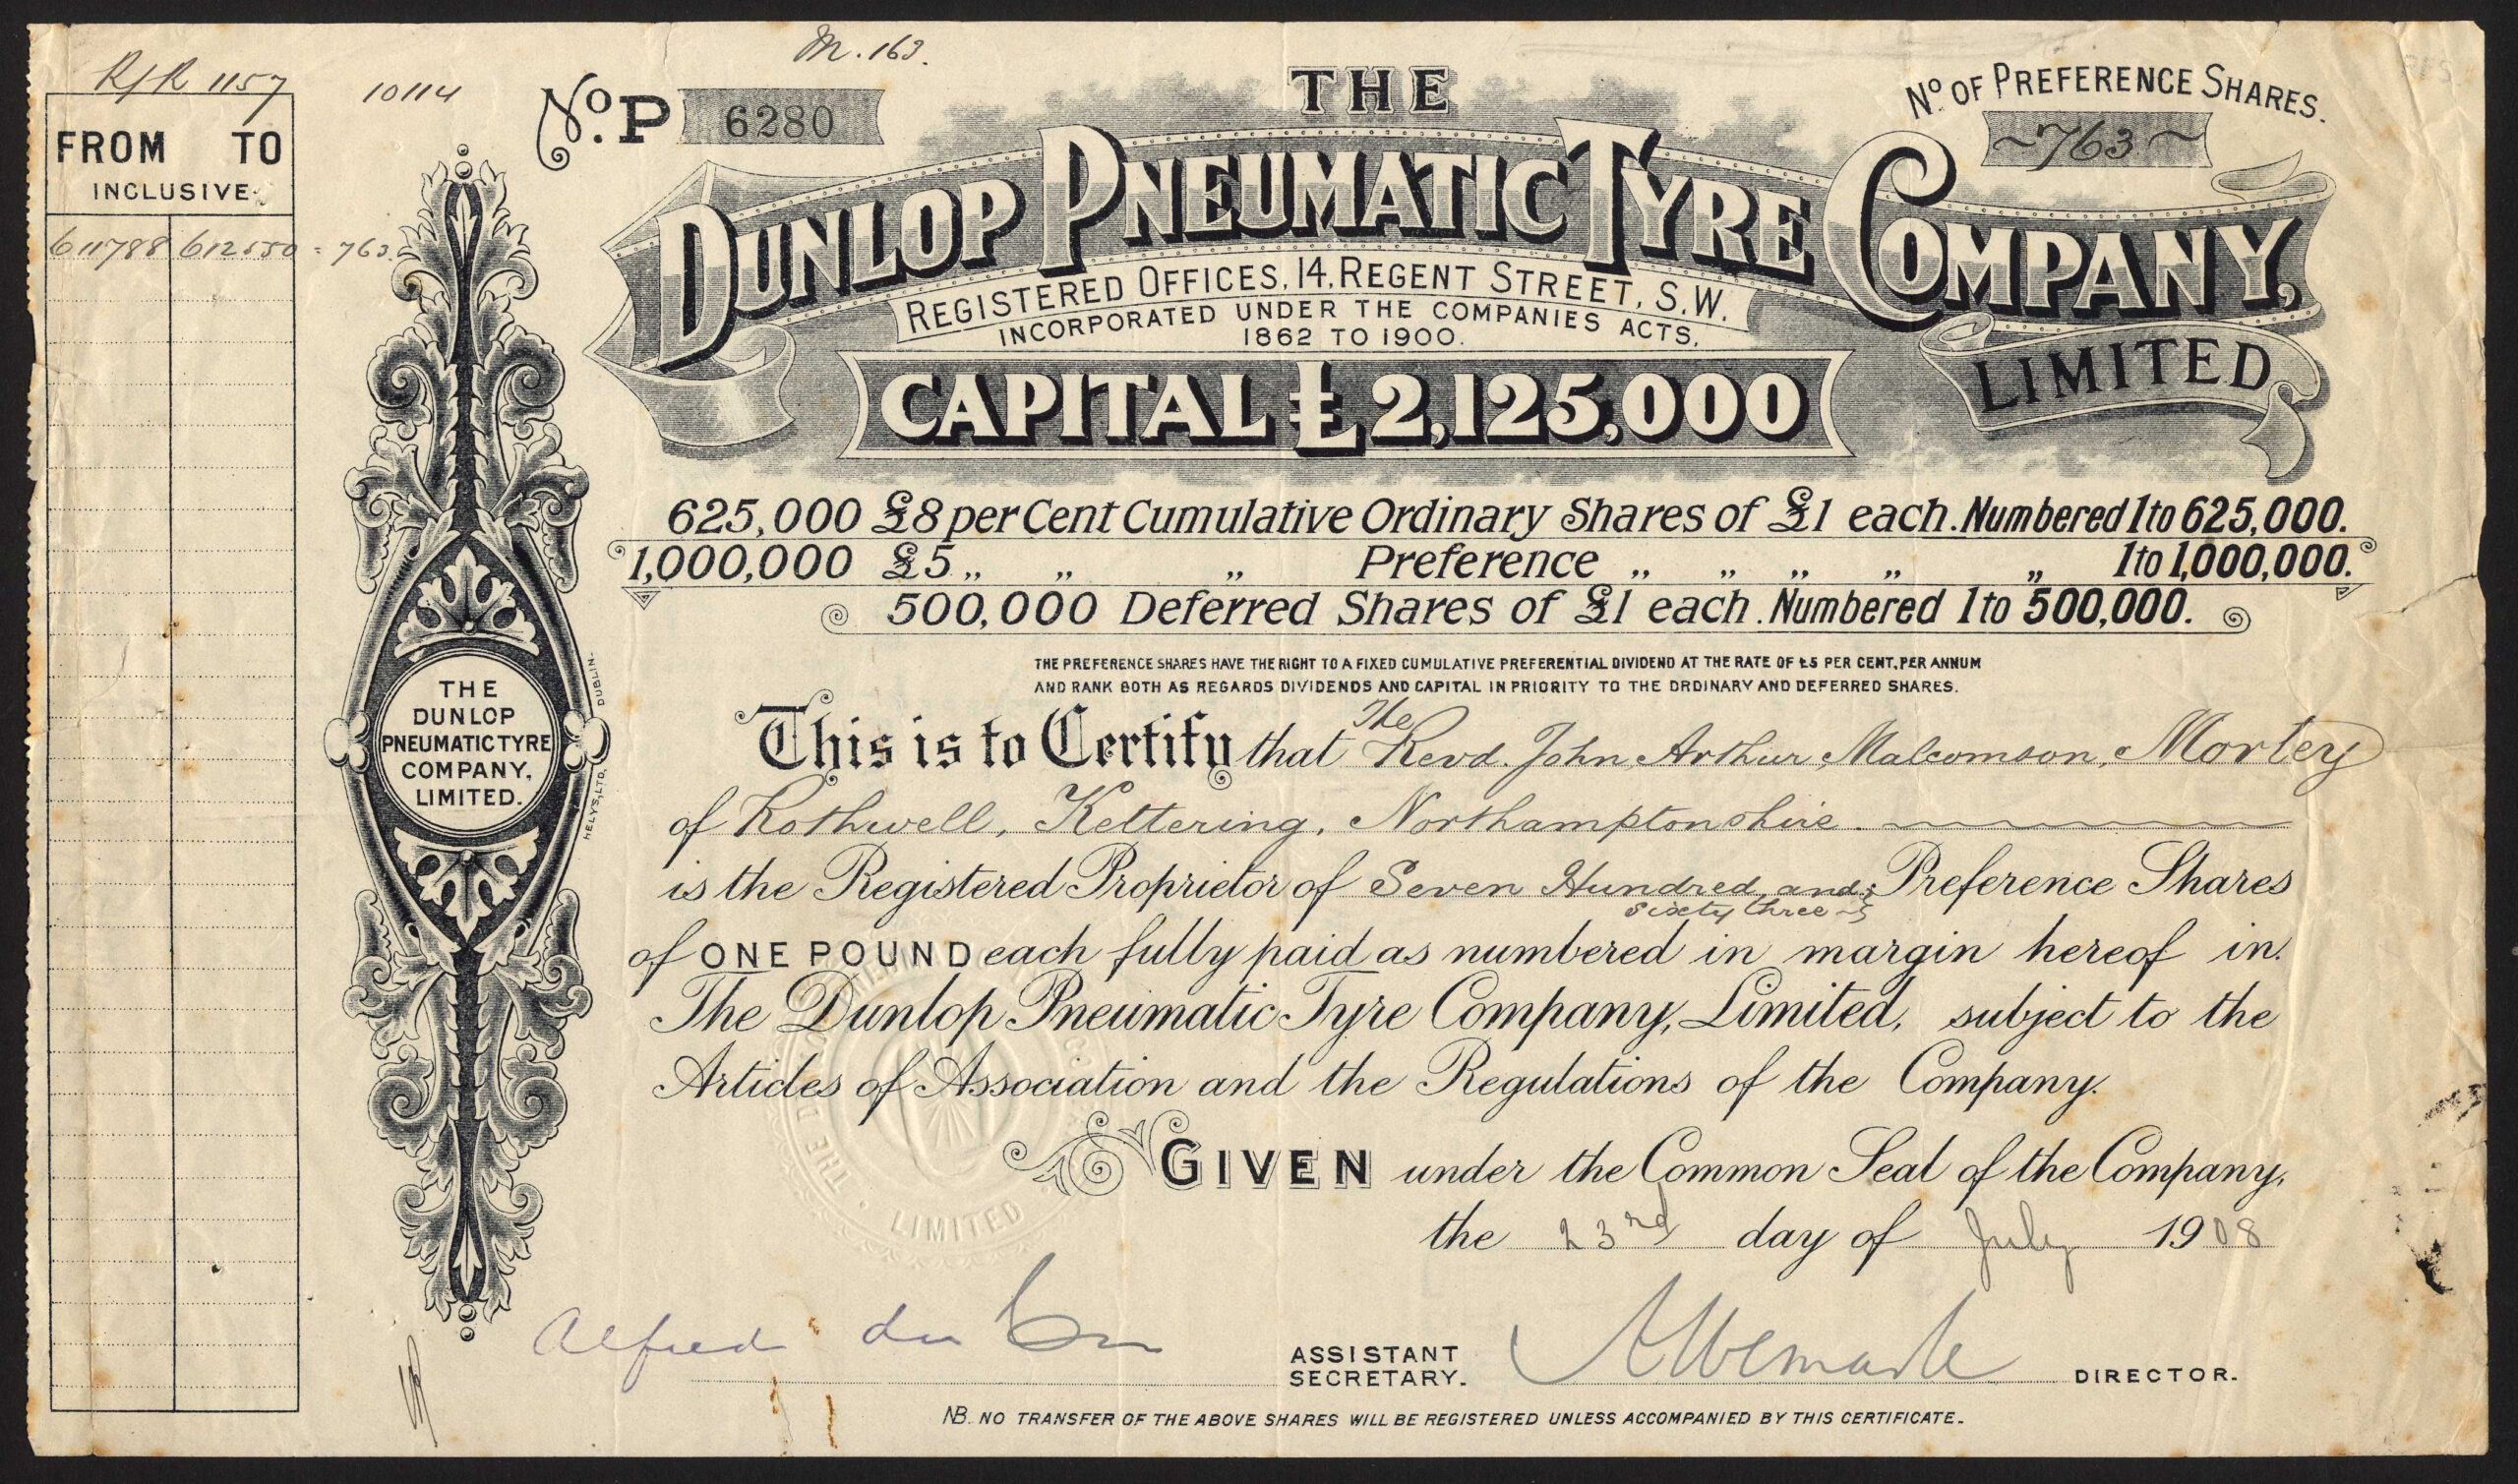 M. 163.
R/R 1157
10114
FROM TO
INCLUSIVE.
611788 612550 = 763.
No. P 6280
No. OF PREFERENCE SHARES.
~763~
THE
DUNLOP PNEUMATIC TYRE COMPANY,
LIMITED
REGISTERED OFFICES, 14, REGENT STREET, S.W.
INCORPORATED UNDER THE COMPANIES ACTS,
1862 TO 1900.
CAPITAL £2,125,000
625,000 £8 per Cent Cumulative Ordinary Shares of £1 each. Numbered 1 to 625,000.
1,000,000 £5 „ „ „ Preference „ „ „ „ „ 1 to 1,000,000.
500,000 Deferred Shares of £1 each. Numbered 1 to 500,000.
THE PREFERENCE SHARES HAVE THE RIGHT TO A FIXED CUMULATIVE PREFERENTIAL DIVIDEND AT THE RATE OF £5 PER CENT, PER ANNUM
AND RANK BOTH AS REGARDS DIVIDENDS AND CAPITAL IN PRIORITY TO THE ORDINARY AND DEFERRED SHARES.
This is to Certify that The Revd. John Arthur Malcomson Morley
of Rothwell, Kettering, Northamptonshire.
is the Registered Proprietor of Seven Hundred and sixty three Preference Shares
of ONE POUND each fully paid as numbered in margin hereof in
The Dunlop Pneumatic Tyre Company, Limited, subject to the
Articles of Association and the Regulations of the Company.
GIVEN under the Common Seal of the Company,
the 23rd day of July 1908
Alfred du
ASSISTANT
SECRETARY.
Albemarle
DIRECTOR.
NB. NO TRANSFER OF THE ABOVE SHARES WILL BE REGISTERED UNLESS ACCOMPANIED BY THIS CERTIFICATE.
THE
DUNLOP
PNEUMATIC TYRE
COMPANY,
LIMITED.
HELY'S, LTD. DUBLIN.
THE D
LIMITED